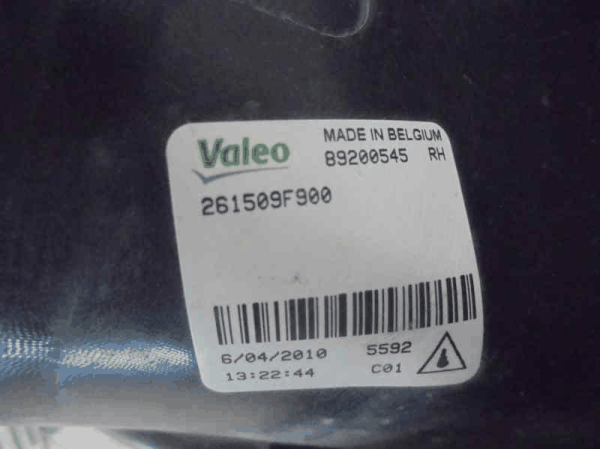 Valeo MADE IN BELGIUM
89200545 RH
261509F900
6/04/2010 5592
13:22:44 C01